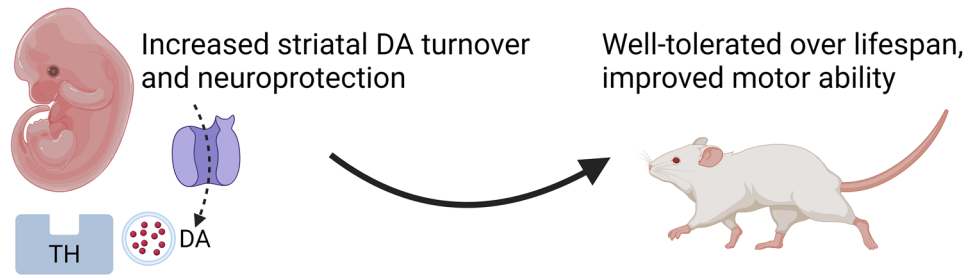 Increased striatal DA turnover
and neuroprotection
Well-tolerated over lifespan,
improved motor ability
TH
DA